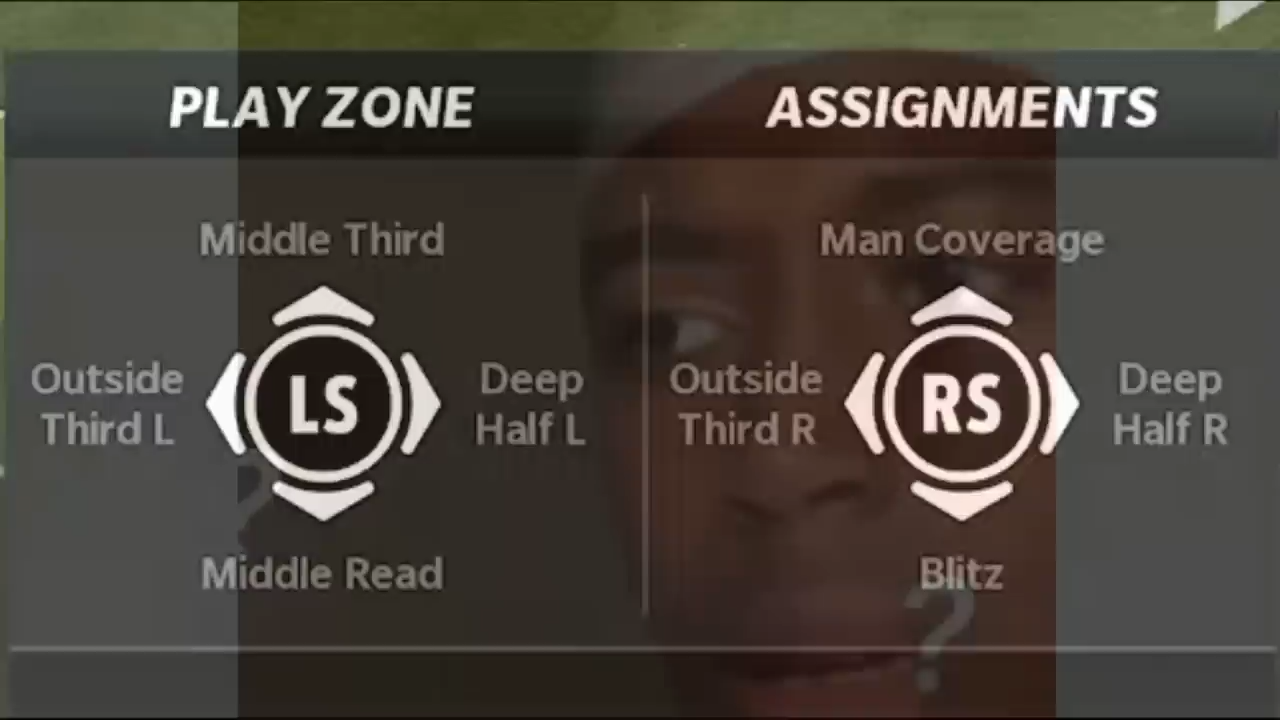 PLAY ZONE
ASSIGNMENTS
Middle Third
Man Coverage
Outside
Third L
LS
Deep
Half L
Outside
Third R
RS
Deep
Half R
Middle Read
Blitz
?
?